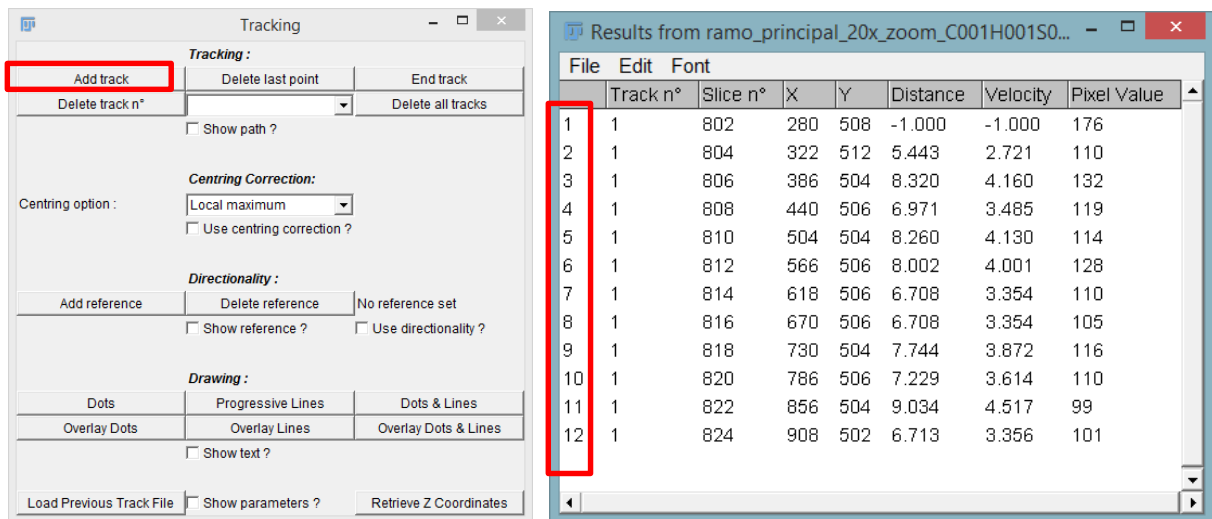 Tracking
Tracking :
Add track Delete last point End track
Delete track n° Delete all tracks
Show path ?
Centring Correction:
Centring option : Local maximum
Use centring correction ?
Directionality :
Add reference Delete reference No reference set
Show reference ? Use directionality ?
Drawing :
Dots Progressive Lines Dots & Lines
Overlay Dots Overlay Lines Overlay Dots & Lines
Show text ?
Load Previous Track File Show parameters ? Retrieve Z Coordinates
Results from ramo_principal_20x_zoom_C001H001S0...
File Edit Font
Track n° Slice n° X Y Distance Velocity Pixel Value
1 1 802 280 508 -1.000 -1.000 176
2 1 804 322 512 5.443 2.721 110
3 1 806 386 504 8.320 4.160 132
4 1 808 440 506 6.971 3.485 119
5 1 810 504 504 8.260 4.130 114
6 1 812 566 506 8.002 4.001 128
7 1 814 618 506 6.708 3.354 110
8 1 816 670 506 6.708 3.354 105
9 1 818 730 504 7.744 3.872 116
10 1 820 786 506 7.229 3.614 110
11 1 822 856 504 9.034 4.517 99
12 1 824 908 502 6.713 3.356 101